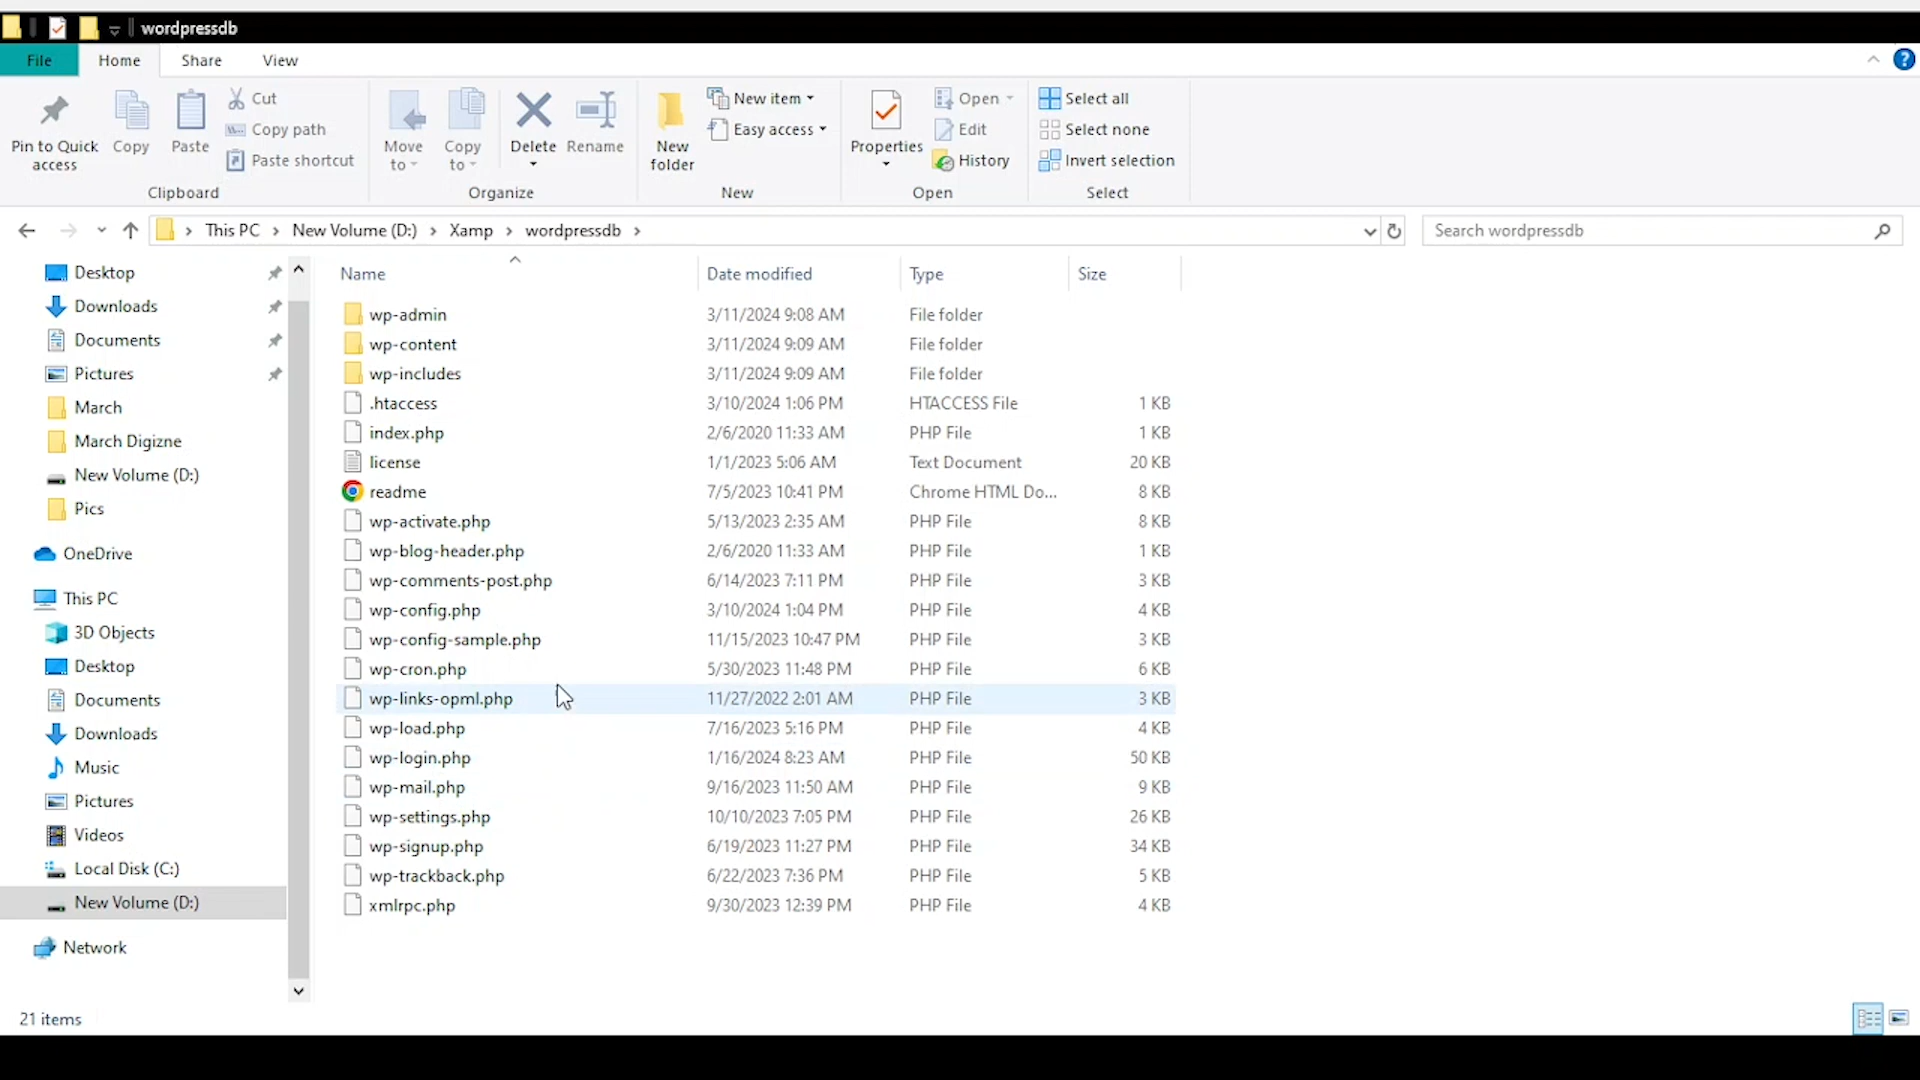 wordpressdb
File Home Share View
Pin to Quick access
Copy
Paste
Cut
Copy path
Paste shortcut
Clipboard
Move to
Copy to
Delete
Rename
Organize
New folder
New item
Easy access
New
Properties
Open
Edit
History
Open
Select all
Select none
Invert selection
Select
This PC > New Volume (D:) > Xamp > wordpressdb >
Search wordpressdb
Desktop
Downloads
Documents
Pictures
March
March Digizne
New Volume (D:)
Pics
OneDrive
This PC
3D Objects
Desktop
Documents
Downloads
Music
Pictures
Videos
Local Disk (C:)
New Volume (D:)
Network
Name Date modified Type Size
wp-admin 3/11/2024 9:08 AM File folder
wp-content 3/11/2024 9:09 AM File folder
wp-includes 3/11/2024 9:09 AM File folder
.htaccess 3/10/2024 1:06 PM HTACCESS File 1 KB
index.php 2/6/2020 11:33 AM PHP File 1 KB
license 1/1/2023 5:06 AM Text Document 20 KB
readme 7/5/2023 10:41 PM Chrome HTML Do... 8 KB
wp-activate.php 5/13/2023 2:35 AM PHP File 8 KB
wp-blog-header.php 2/6/2020 11:33 AM PHP File 1 KB
wp-comments-post.php 6/14/2023 7:11 PM PHP File 3 KB
wp-config.php 3/10/2024 1:04 PM PHP File 4 KB
wp-config-sample.php 11/15/2023 10:47 PM PHP File 3 KB
wp-cron.php 5/30/2023 11:48 PM PHP File 6 KB
wp-links-opml.php 11/27/2022 2:01 AM PHP File 3 KB
wp-load.php 7/16/2023 5:16 PM PHP File 4 KB
wp-login.php 1/16/2024 8:23 AM PHP File 50 KB
wp-mail.php 9/16/2023 11:50 AM PHP File 9 KB
wp-settings.php 10/10/2023 7:05 PM PHP File 26 KB
wp-signup.php 6/19/2023 11:27 PM PHP File 34 KB
wp-trackback.php 6/22/2023 7:36 PM PHP File 5 KB
xmlrpc.php 9/30/2023 12:39 PM PHP File 4 KB
21 items